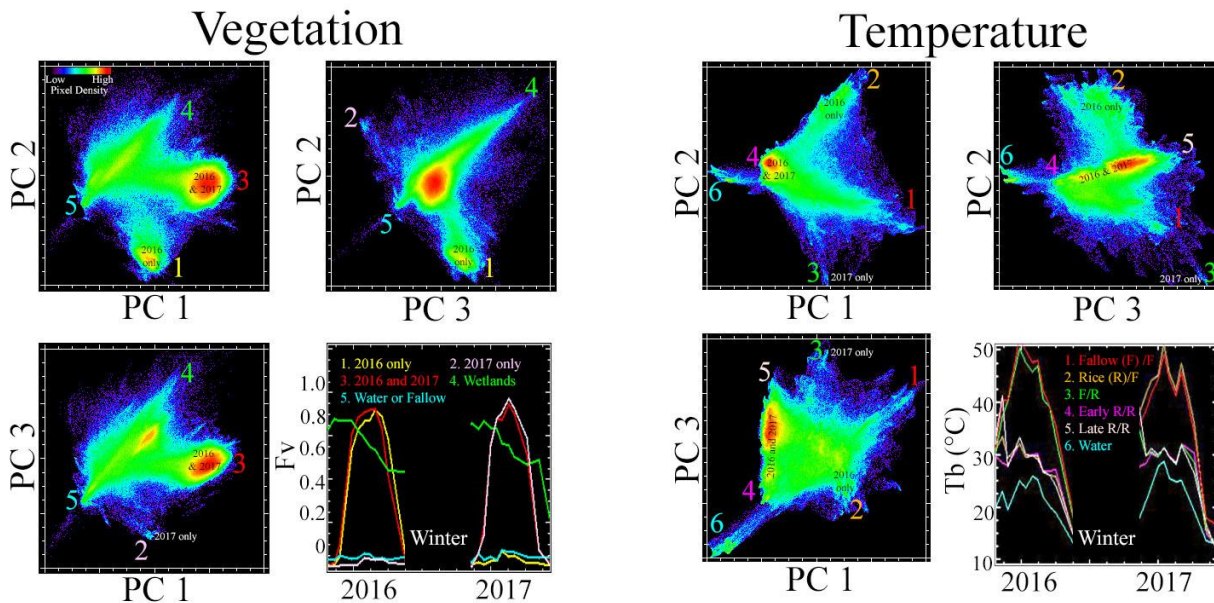 Vegetation
Low High
Pixel Density
4
2016
& 2017
3
5
2016
only
1
PC 2
PC 1
2
4
5
1
PC 2
PC 3
4
2016
& 2017
3
5
2017 only
2
PC 3
PC 1
1. 2016 only 2. 2017 only
3. 2016 and 2017 4. Wetlands
5. Water or Fallow
1.0
0.8
0.6
0.4
0.2
0.8
0
Fv
Winter
2016 2017
Temperature
2
2016
only
4
2016
& 2017
6
1
3
2017 only
PC 2
PC 1
2
2016 only
5
6
4
2016 & 2017
1
3
2017 only
PC 2
PC 3
3
2017 only
5
1
2016 and 2017
4
2016
only
2
6
PC 3
PC 1
50
40
30
20
10
Tb (°C)
1. Fallow (F) /F
2. Rice (R)/F
3. F/R
4. Early R/R
5. Late R/R
6. Water
Winter
2016 2017